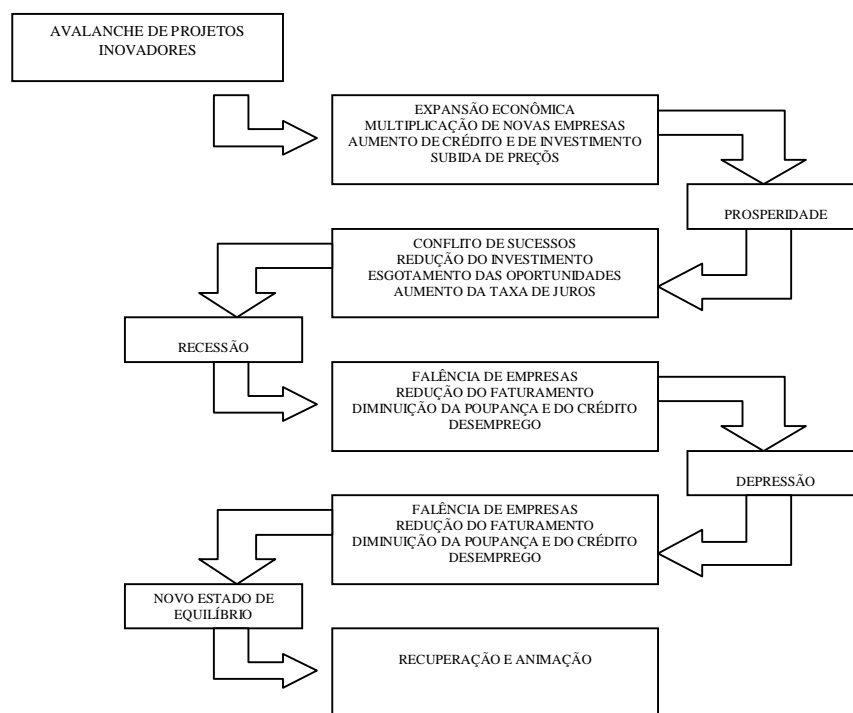 AVALANCHE DE PROJETOS
INOVADORES
EXPANSÃO ECONÔMICA
MULTIPLICAÇÃO DE NOVAS EMPRESAS
AUMENTO DE CRÉDITO E DE INVESTIMENTO
SUBIDA DE PREÇÕS
PROSPERIDADE
CONFLITO DE SUCESSOS
REDUÇÃO DO INVESTIMENTO
ESGOTAMENTO DAS OPORTUNIDADES
AUMENTO DA TAXA DE JUROS
RECESSÃO
FALÊNCIA DE EMPRESAS
REDUÇÃO DO FATURAMENTO
DIMINUIÇÃO DA POUPANÇA E DO CRÉDITO
DESEMPREGO
DEPRESSÃO
FALÊNCIA DE EMPRESAS
REDUÇÃO DO FATURAMENTO
DIMINUIÇÃO DA POUPANÇA E DO CRÉDITO
DESEMPREGO
NOVO ESTADO DE
EQUILÍBRIO
RECUPERAÇÃO E ANIMAÇÃO